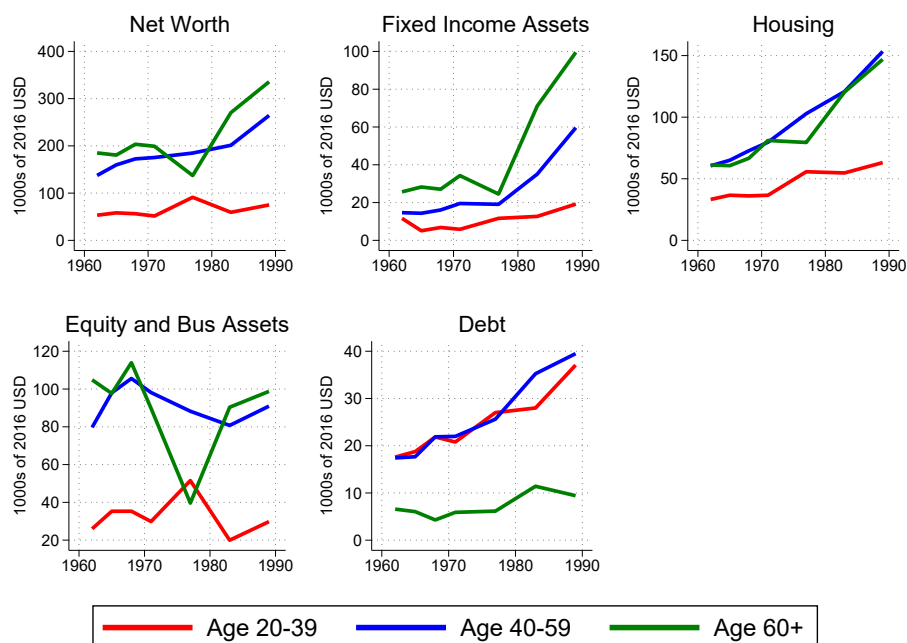 Net Worth
1000s of 2016 USD
400
300
200
100
0
1960 1970 1980 1990
Fixed Income Assets
1000s of 2016 USD
100
80
60
40
20
0
1960 1970 1980 1990
Housing
1000s of 2016 USD
150
100
50
0
1960 1970 1980 1990
Equity and Bus Assets
1000s of 2016 USD
120
100
80
60
40
20
1960 1970 1980 1990
Debt
1000s of 2016 USD
40
30
20
10
0
1960 1970 1980 1990
Age 20-39 Age 40-59 Age 60+